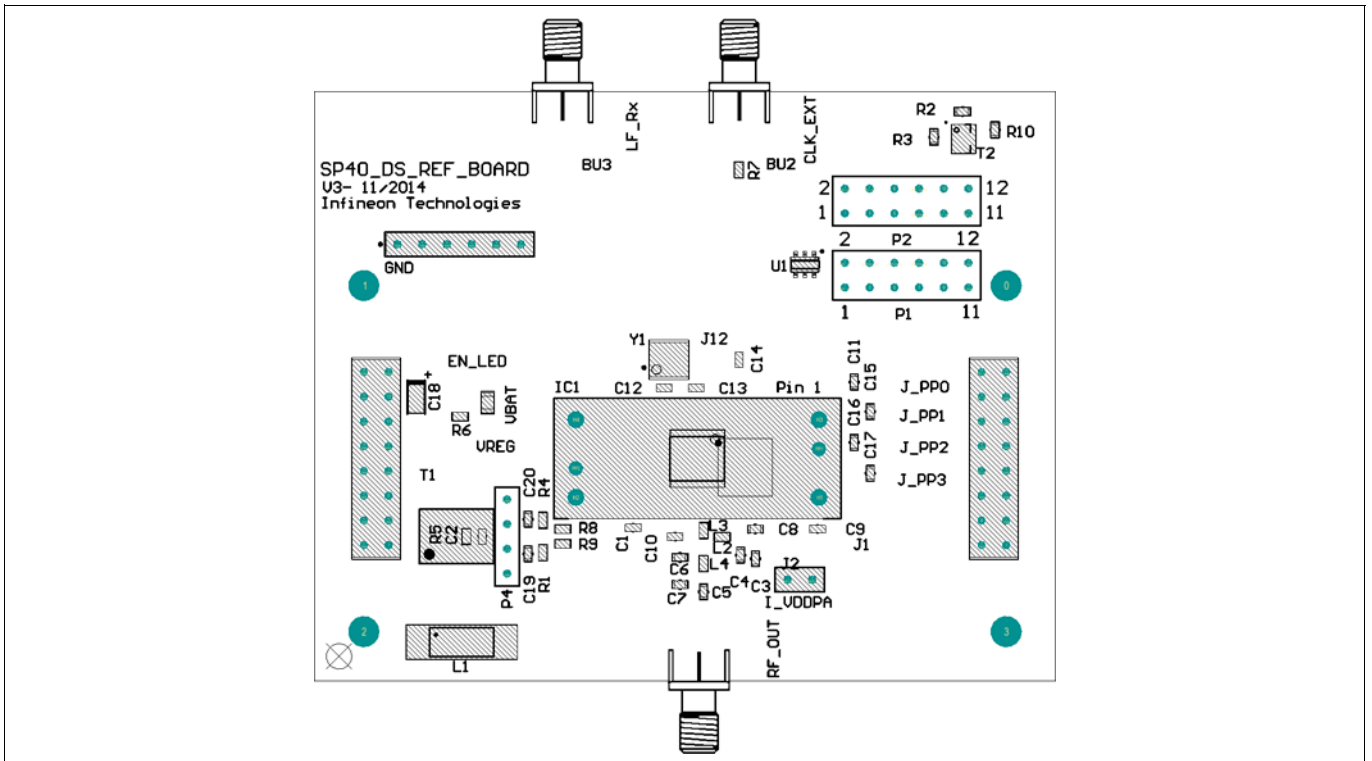 LF_Rx
CLK_EXT
R2
R3
R10
T2
BU3
R7
BU2
SP40_DS_REF_BOARD
V3- 11/2014
Infineon Technologies
2
12
1
11
GND
2
P2
12
U1
1
P1
11
1
0
Y1
J12
C14
C11
C15
EN_LED
C12
C13
IC1
Pin 1
+
C18
VBAT
R6
VREG
C16
C17
J_PP0
J_PP1
J_PP2
J_PP3
T1
C20
R4
R5
C2
R8
R9
C1
C10
L3
L2
C8
C9
J1
C6
L4
C4
C3
J2
C19
R1
P4
C7
C5
I_VDDPA
2
3
L1
RF_OUT